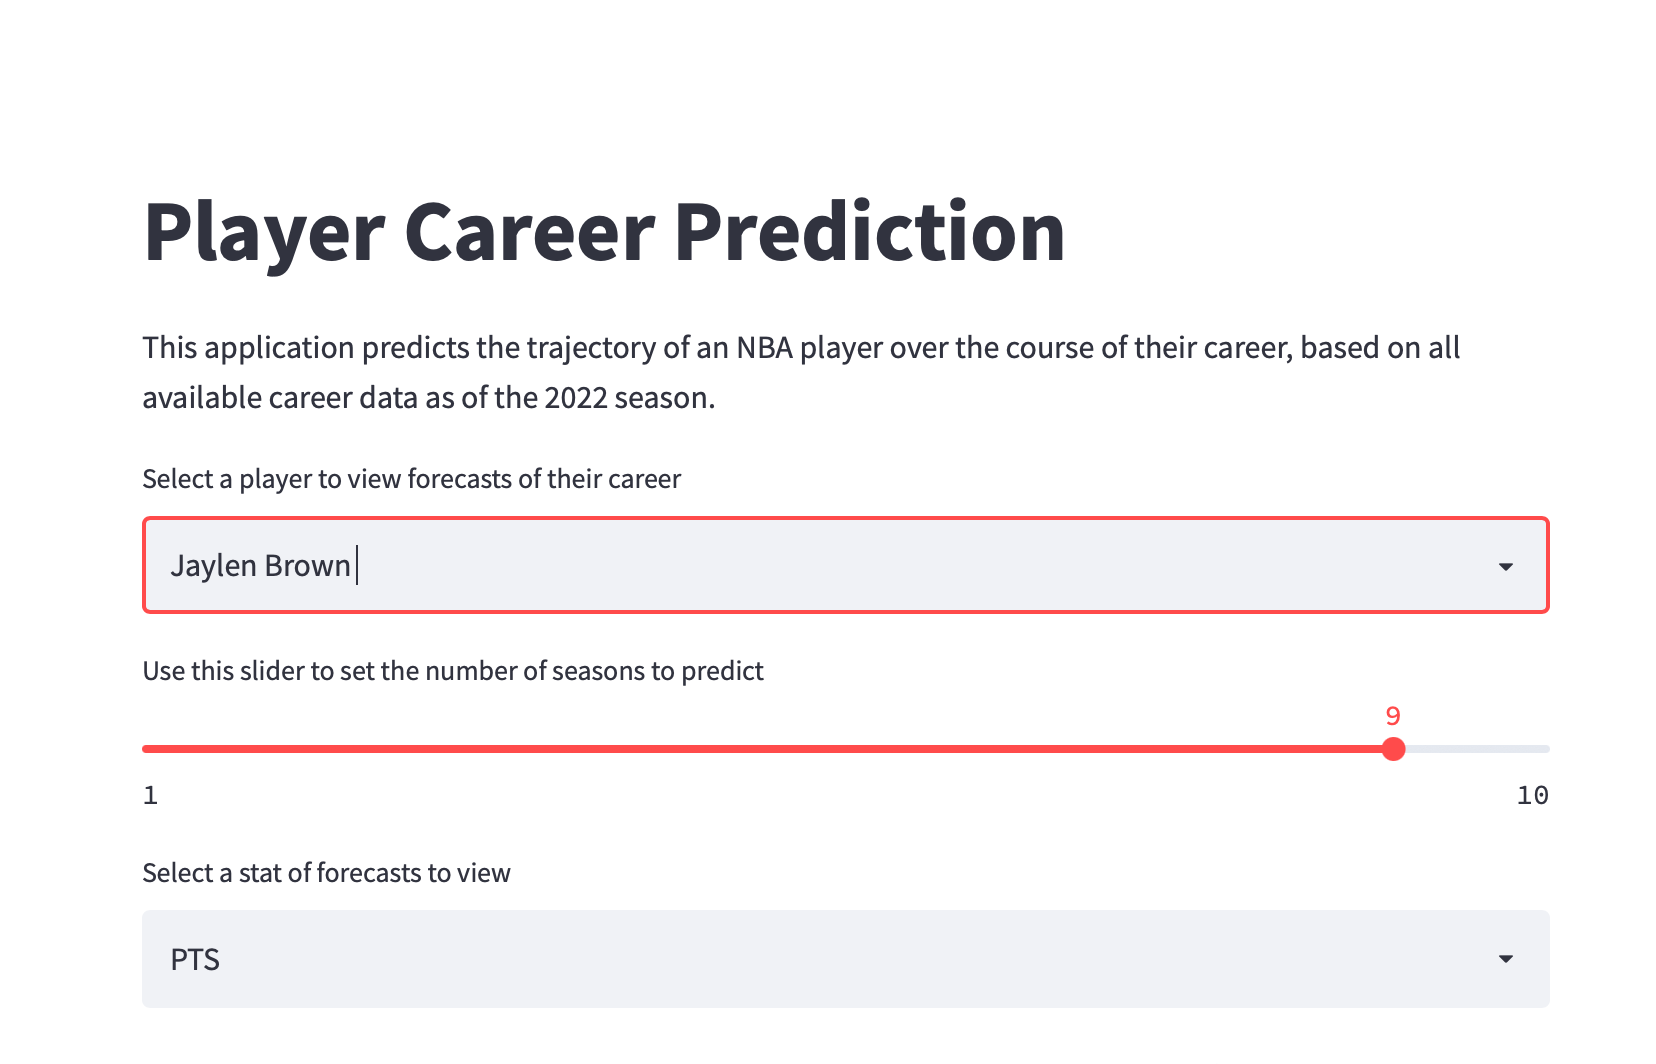 Player Career Prediction
This application predicts the trajectory of an NBA player over the course of their career, based on all
available career data as of the 2022 season.
Select a player to view forecasts of their career
Jaylen Brown
Use this slider to set the number of seasons to predict
9
1 10
Select a stat of forecasts to view
PTS